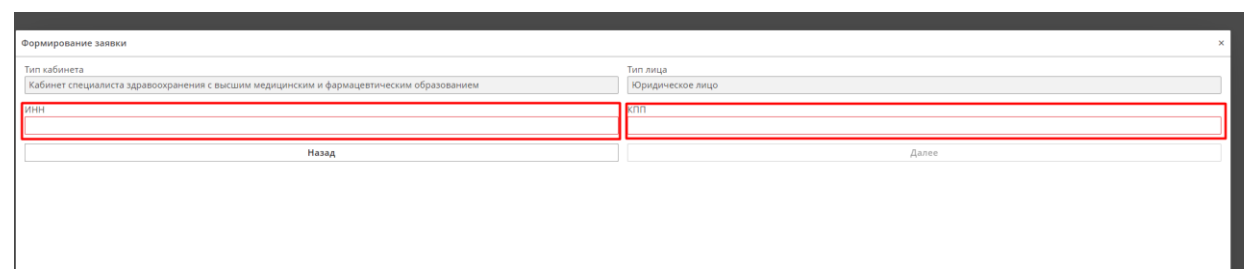 Формирование заявки ×
Тип кабинета Тип лица
Кабинет специалиста здравоохранения с высшим медицинским и фармацевтическим образованием Юридическое лицо
ИНН КПП
Назад Далее